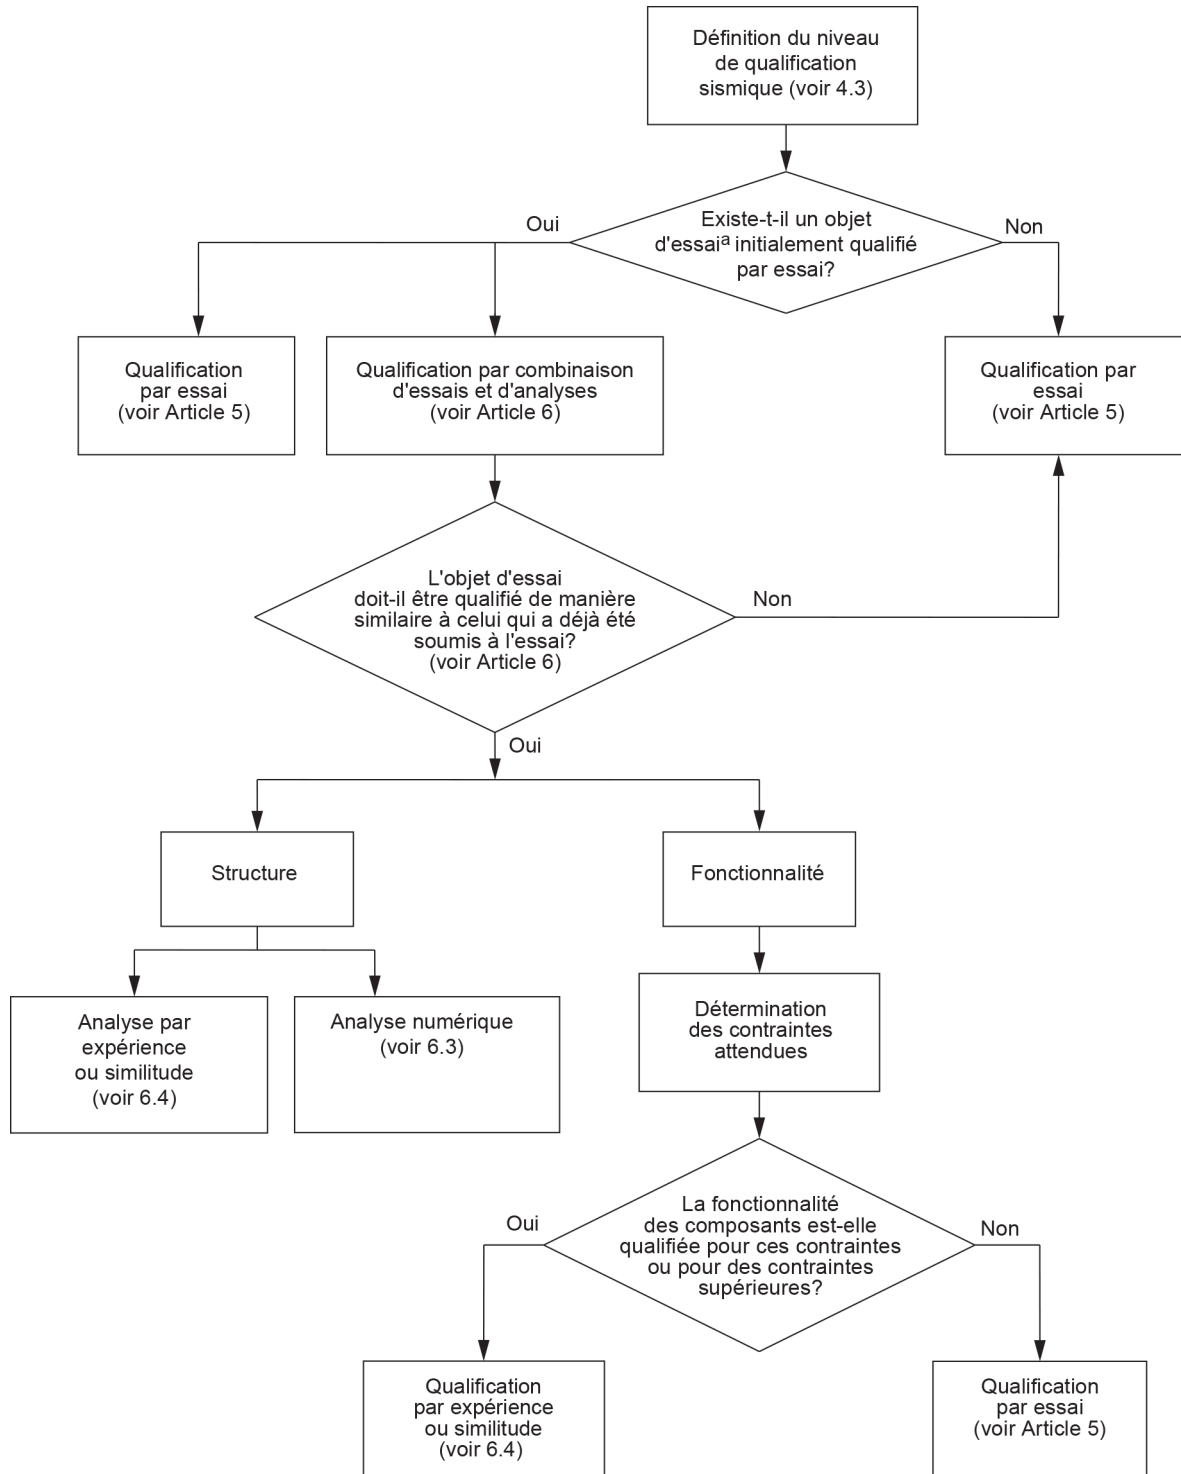 Définition du niveau
de qualification
sismique (voir 4.3)
Existe-t-il un objet
d'essaiᵃ initialement qualifié
par essai?
Oui
Non
Qualification
par essai
(voir Article 5)
Qualification par combinaison
d'essais et d'analyses
(voir Article 6)
Qualification par
essai
(voir Article 5)
L'objet d'essai
doit-il être qualifié de manière
similaire à celui qui a déjà été
soumis à l'essai?
(voir Article 6)
Non
Oui
Structure
Fonctionnalité
Analyse par
expérience
ou similitude
(voir 6.4)
Analyse numérique
(voir 6.3)
Détermination
des contraintes
attendues
La fonctionnalité
des composants est-elle
qualifiée pour ces contraintes
ou pour des contraintes
supérieures?
Oui
Non
Qualification
par expérience
ou similitude
(voir 6.4)
Qualification
par essai
(voir Article 5)